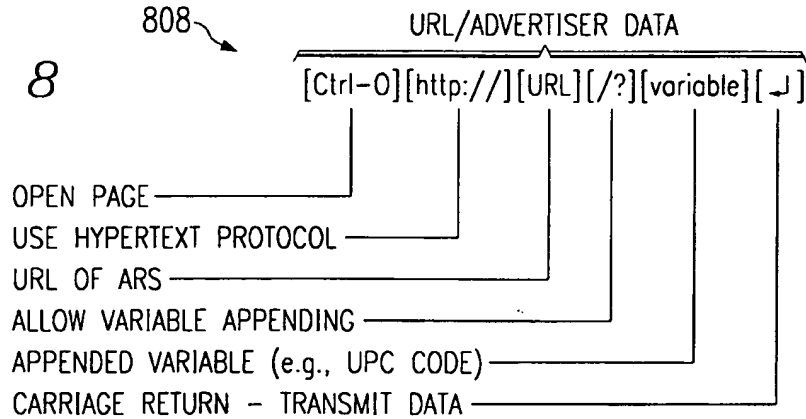 808
URL/ADVERTISER DATA
8
[Ctrl-O][http://][URL][/?][variable][↵]
OPEN PAGE
USE HYPERTEXT PROTOCOL
URL OF ARS
ALLOW VARIABLE APPENDING
APPENDED VARIABLE (e.g., UPC CODE)
CARRIAGE RETURN – TRANSMIT DATA